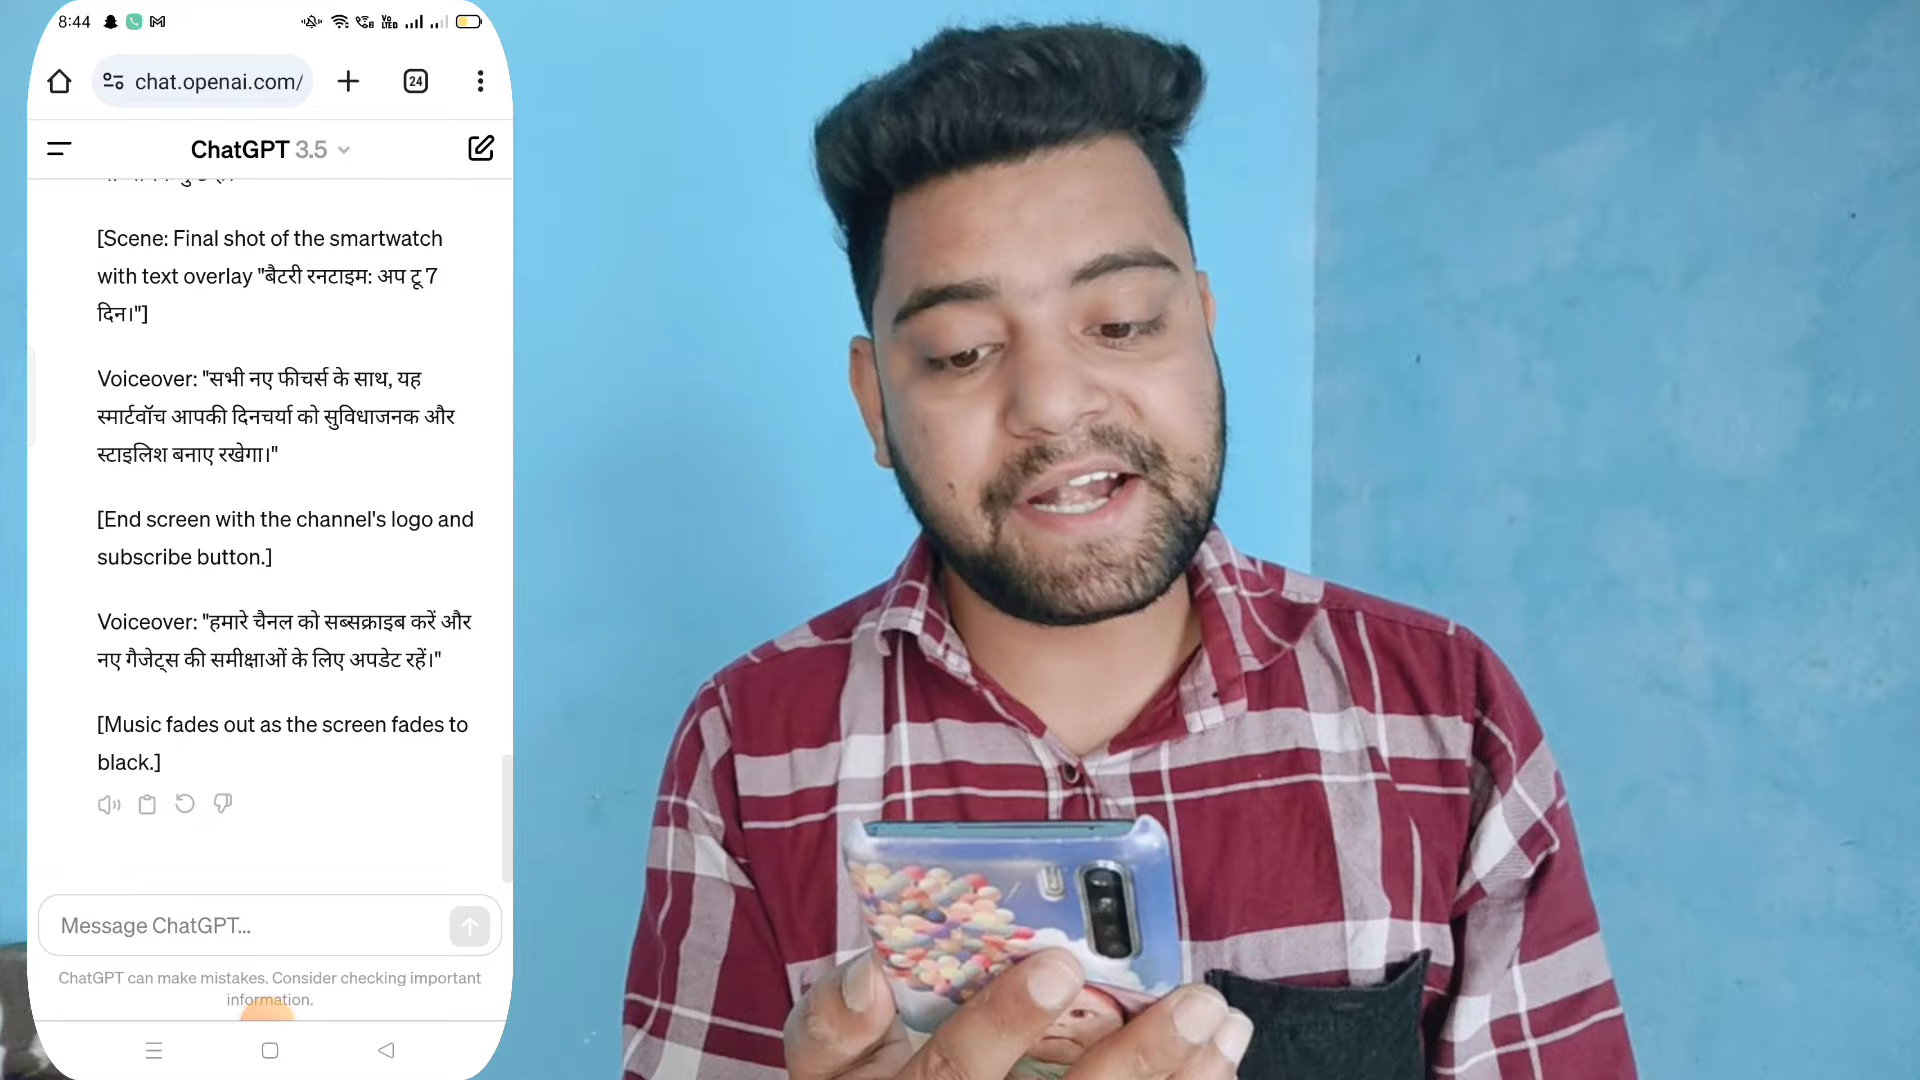 8:44
Vo
LTE
chat.openai.com/
24
ChatGPT 3.5
[Scene: Final shot of the smartwatch
with text overlay "बैटरी रनटाइम: अप टू 7
दिन।"]
Voiceover: "सभी नए फीचर्स के साथ, यह
स्मार्टवॉच आपकी दिनचर्या को सुविधाजनक और
स्टाइलिश बनाए रखेगा।"
[End screen with the channel's logo and
subscribe button.]
Voiceover: "हमारे चैनल को सब्सक्राइब करें और
नए गैजेट्स की समीक्षाओं के लिए अपडेट रहें।"
[Music fades out as the screen fades to
black.]
Message ChatGPT...
ChatGPT can make mistakes. Consider checking important
information.